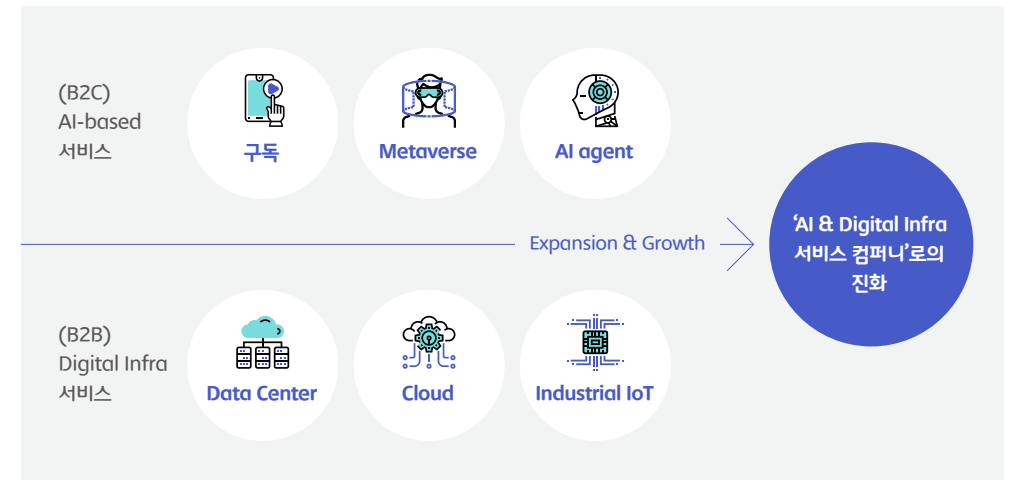 (B2C)
AI-based
서비스
구독
Metaverse
AI agent
Expansion & Growth
‘AI & Digital Infra
서비스 컴퍼니’로의
진화
(B2B)
Digital Infra
서비스
Data Center
Cloud
Industrial IoT